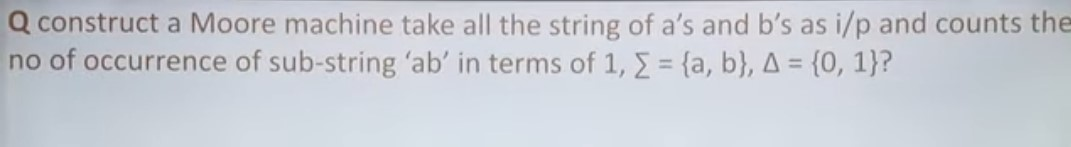 Q construct a Moore machine take all the string of a's and b's as i/p and counts the
no of occurrence of sub-string 'ab' in terms of 1, ∑ = {a, b}, Δ = {0, 1}?